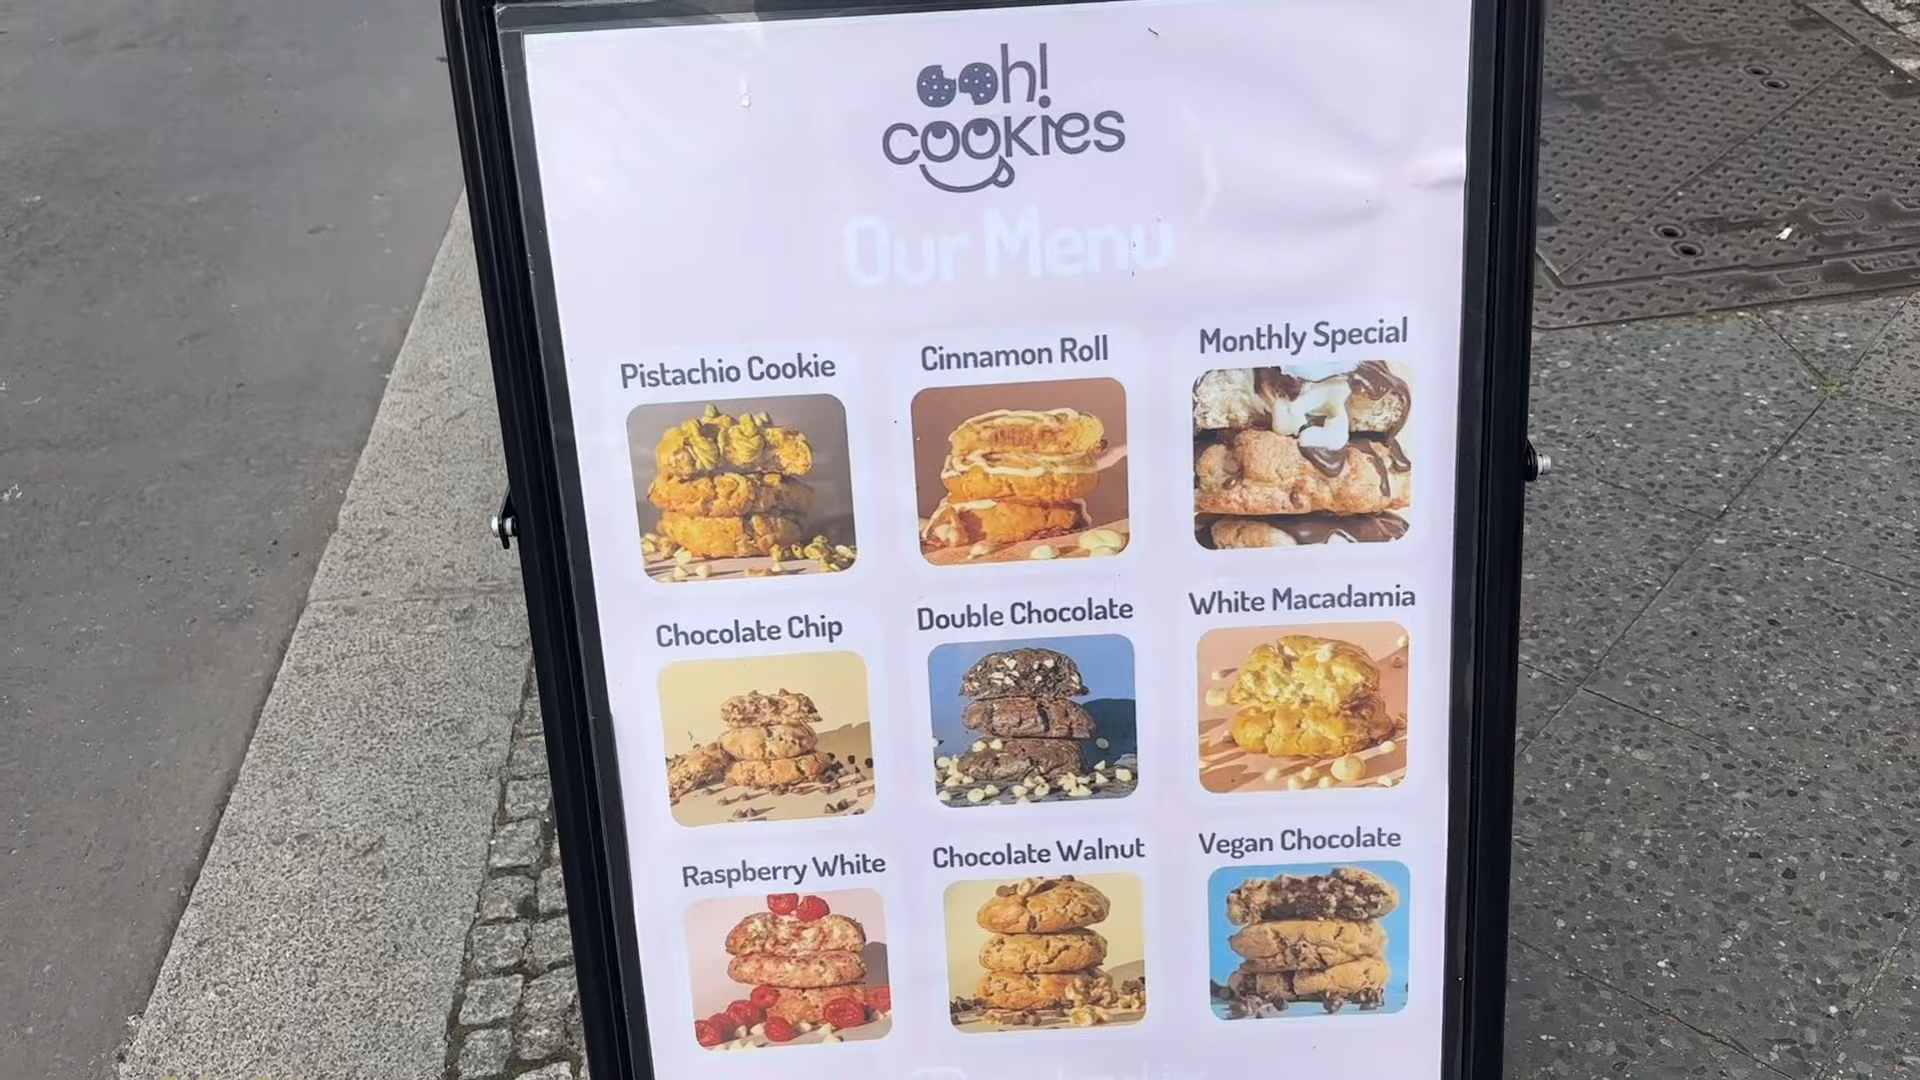 ooh!
cookies
Our Menu
Pistachio Cookie
Cinnamon Roll
Monthly Special
Chocolate Chip
Double Chocolate
White Macadamia
Raspberry White
Chocolate Walnut
Vegan Chocolate